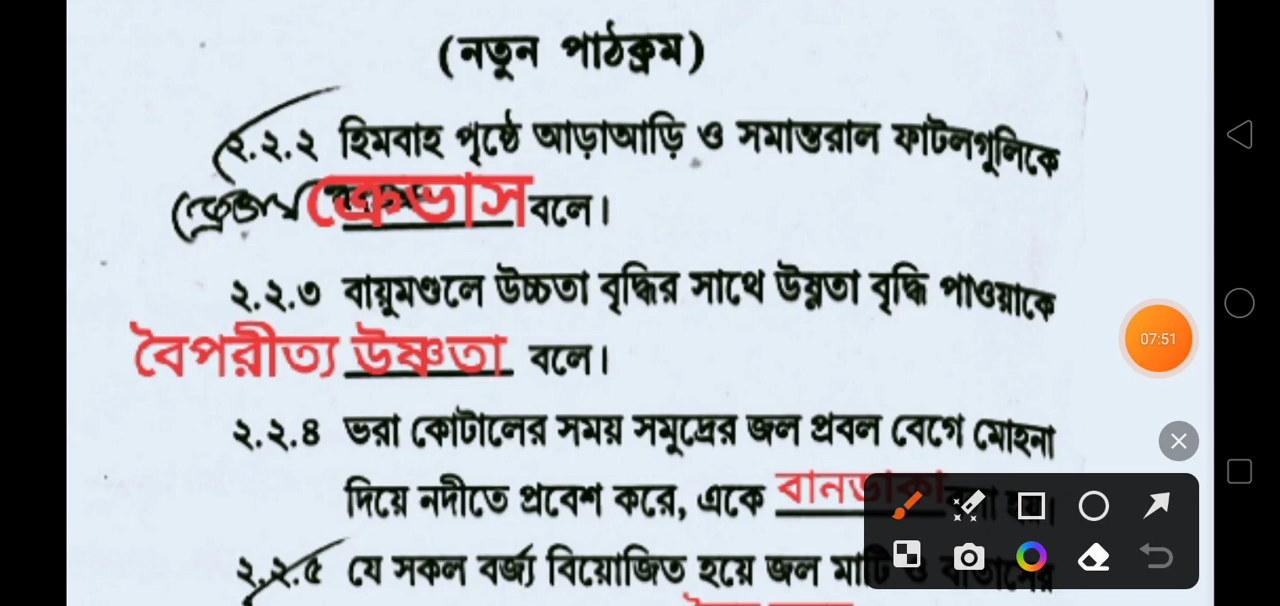 (নতুন পাঠক্রম)
২.২.২ হিমবাহ পৃষ্ঠে আড়াআড়ি ও সমান্তরাল ফাটলগুলিকে
ক্রেভাস বলে।
২.২.৩ বায়ুমণ্ডলে উচ্চতা বৃদ্ধির সাথে উষ্ণতা বৃদ্ধি পাওয়াকে
বৈপরীত্য উষ্ণতা বলে।
07:51
২.২.৪ ভরা কোটালের সময় সমুদ্রের জল প্রবল বেগে মোহনা
দিয়ে নদীতে প্রবেশ করে, একে বানডাকা
২.২.৫ যে সকল বর্জ্য বিয়োজিত হয়ে জল মাটি ও বাতাসের